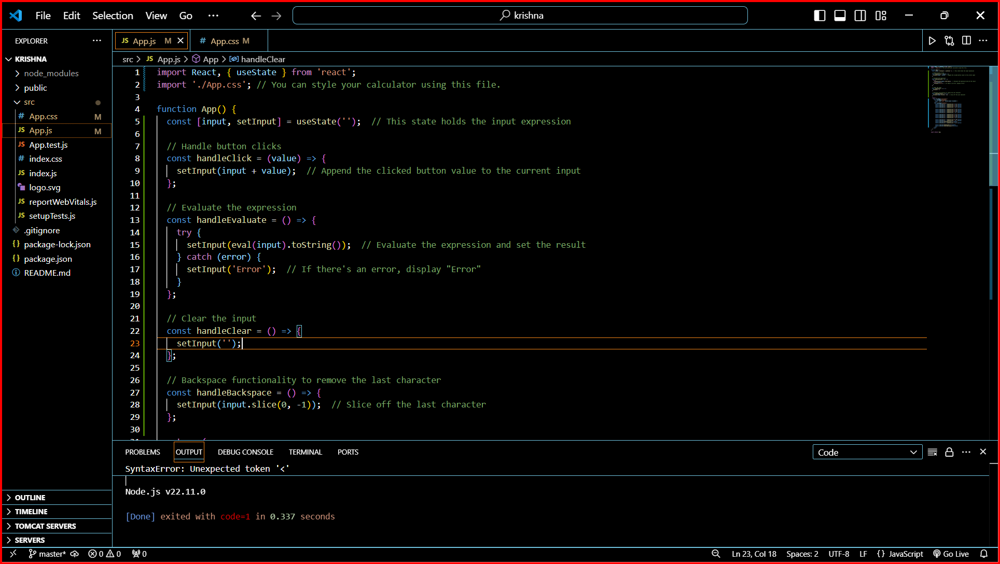 File Edit Selection View Go ···
krishna
EXPLORER ···
KRISHNA
node_modules
public
src
# App.css M
JS App.js M
JS App.test.js
# index.css
JS index.js
logo.svg
JS reportWebVitals.js
JS setupTests.js
.gitignore
{} package-lock.json
{} package.json
README.md
OUTLINE
TIMELINE
TOMCAT SERVERS
SERVERS
JS App.js M
# App.css M
src > JS App.js > App > handleClear
1 import React, { useState } from 'react';
2 import './App.css'; // You can style your calculator using this file.
3
4 function App() {
5 const [input, setInput] = useState(''); // This state holds the input expression
6
7 // Handle button clicks
8 const handleClick = (value) => {
9 setInput(input + value); // Append the clicked button value to the current input
10 };
11
12 // Evaluate the expression
13 const handleEvaluate = () => {
14 try {
15 setInput(eval(input).toString()); // Evaluate the expression and set the result
16 } catch (error) {
17 setInput('Error'); // If there's an error, display "Error"
18 }
19 };
20
21 // Clear the input
22 const handleClear = () => {
23 setInput('');
24 };
25
26 // Backspace functionality to remove the last character
27 const handleBackspace = () => {
28 setInput(input.slice(0, -1)); // Slice off the last character
29 };
30
PROBLEMS OUTPUT DEBUG CONSOLE TERMINAL PORTS
Code
SyntaxError: Unexpected token '<'
Node.js v22.11.0
[Done] exited with code=1 in 0.337 seconds
master* 0 0 0
Ln 23, Col 18 Spaces: 2 UTF-8 LF {} JavaScript Go Live